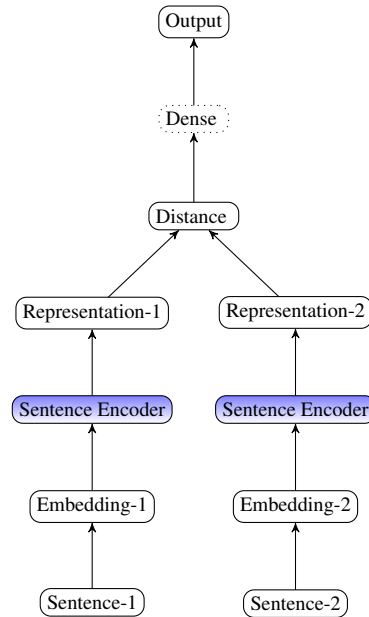 Output
Dense
Distance
Representation-1
Representation-2
Sentence Encoder
Sentence Encoder
Embedding-1
Embedding-2
Sentence-1
Sentence-2